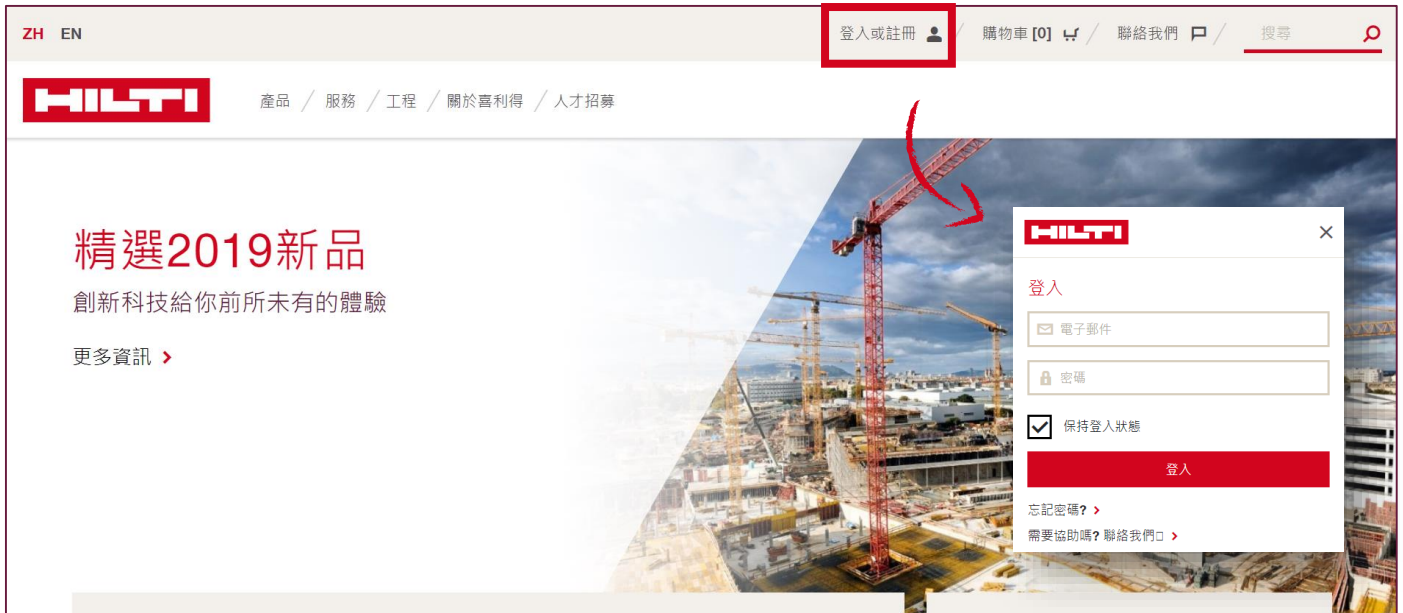 ZH EN
登入或註冊 / 購物車 [0] / 聯絡我們 / 搜尋
HILTI
產品 / 服務 / 工程 / 關於喜利得 / 人才招募
精選2019新品
創新科技給你前所未有的體驗
更多資訊
HILTI
登入
電子郵件
密碼
保持登入狀態
登入
忘記密碼?
需要協助嗎? 聯絡我們